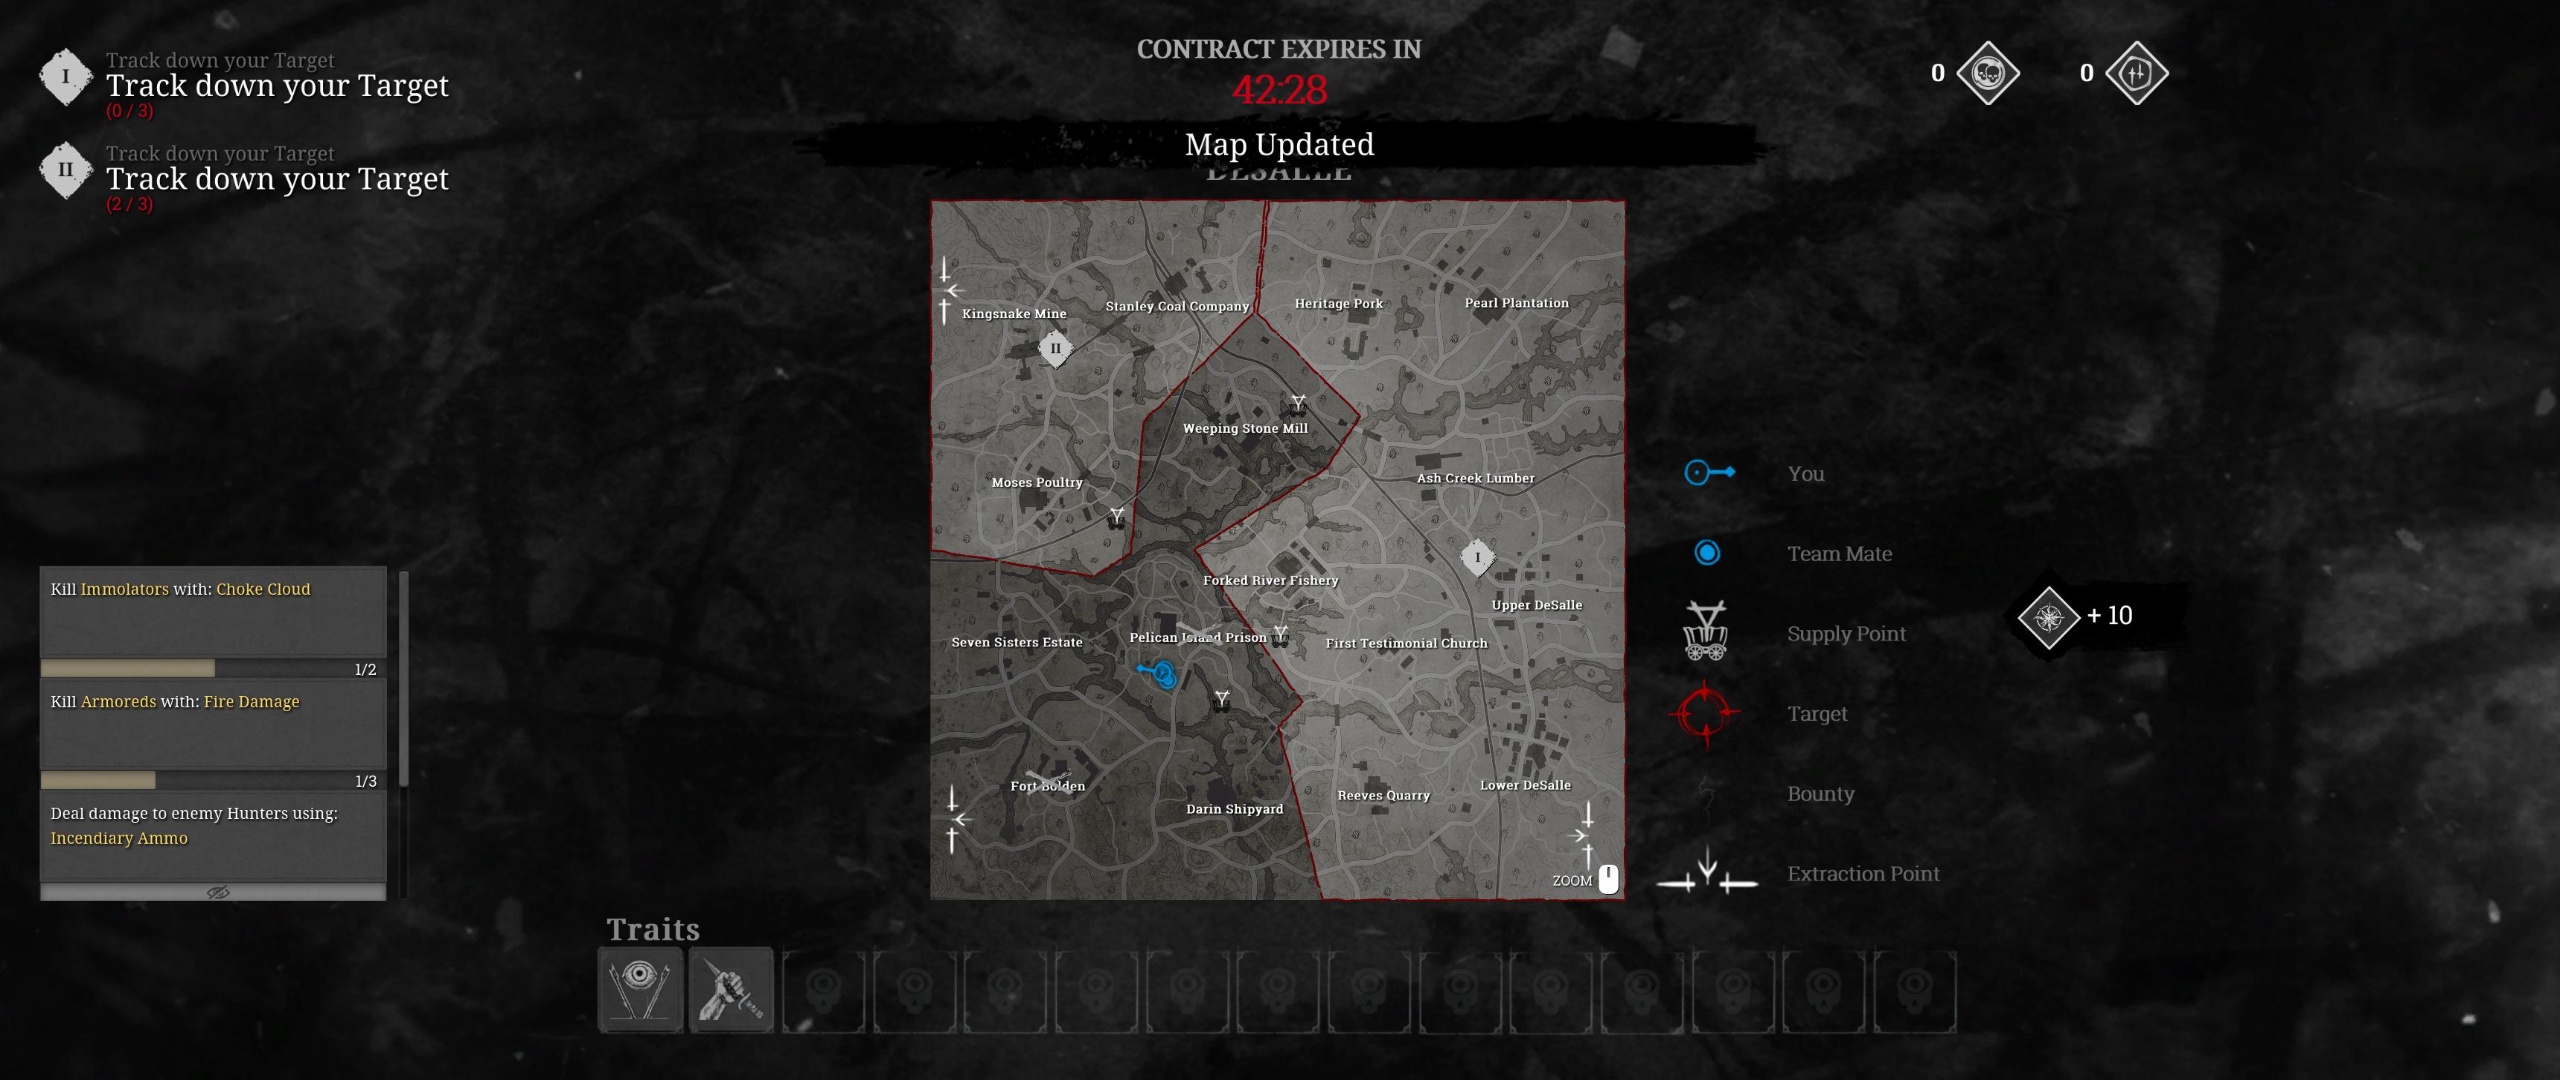 I
Track down your Target
Track down your Target
(0 / 3)
II
Track down your Target
Track down your Target
(2 / 3)
CONTRACT EXPIRES IN
42:28
Map Updated
DESALLE
0
0
Kingsnake Mine
Stanley Coal Company
Heritage Pork
Pearl Plantation
II
Weeping Stone Mill
Moses Poultry
Ash Creek Lumber
I
Forked River Fishery
Upper DeSalle
Seven Sisters Estate
Pelican Island Prison
First Testimonial Church
Fort Bolden
Darin Shipyard
Reeves Quarry
Lower DeSalle
ZOOM
You
Team Mate
Supply Point
Target
Bounty
Extraction Point
+ 10
Kill Immolators with: Choke Cloud
1/2
Kill Armoreds with: Fire Damage
1/3
Deal damage to enemy Hunters using:
Incendiary Ammo
Traits